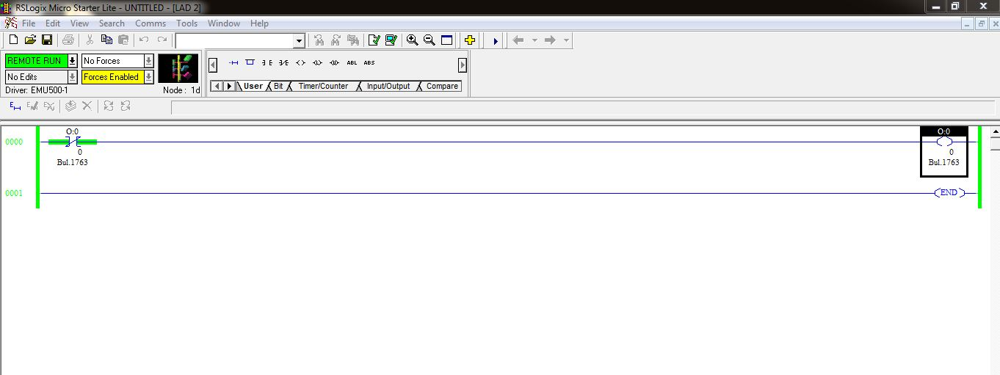 RSLogix Micro Starter Lite - UNTITLED - [LAD 2]
File Edit View Search Comms Tools Window Help
REMOTE RUN No Forces
No Edits Forces Enabled
Driver: EMU500-1 Node : 1d
ABL ABS
User Bit Timer/Counter Input/Output Compare
E
O:0 O:0
0000
0 0
Bul.1763 Bul.1763
0001 END